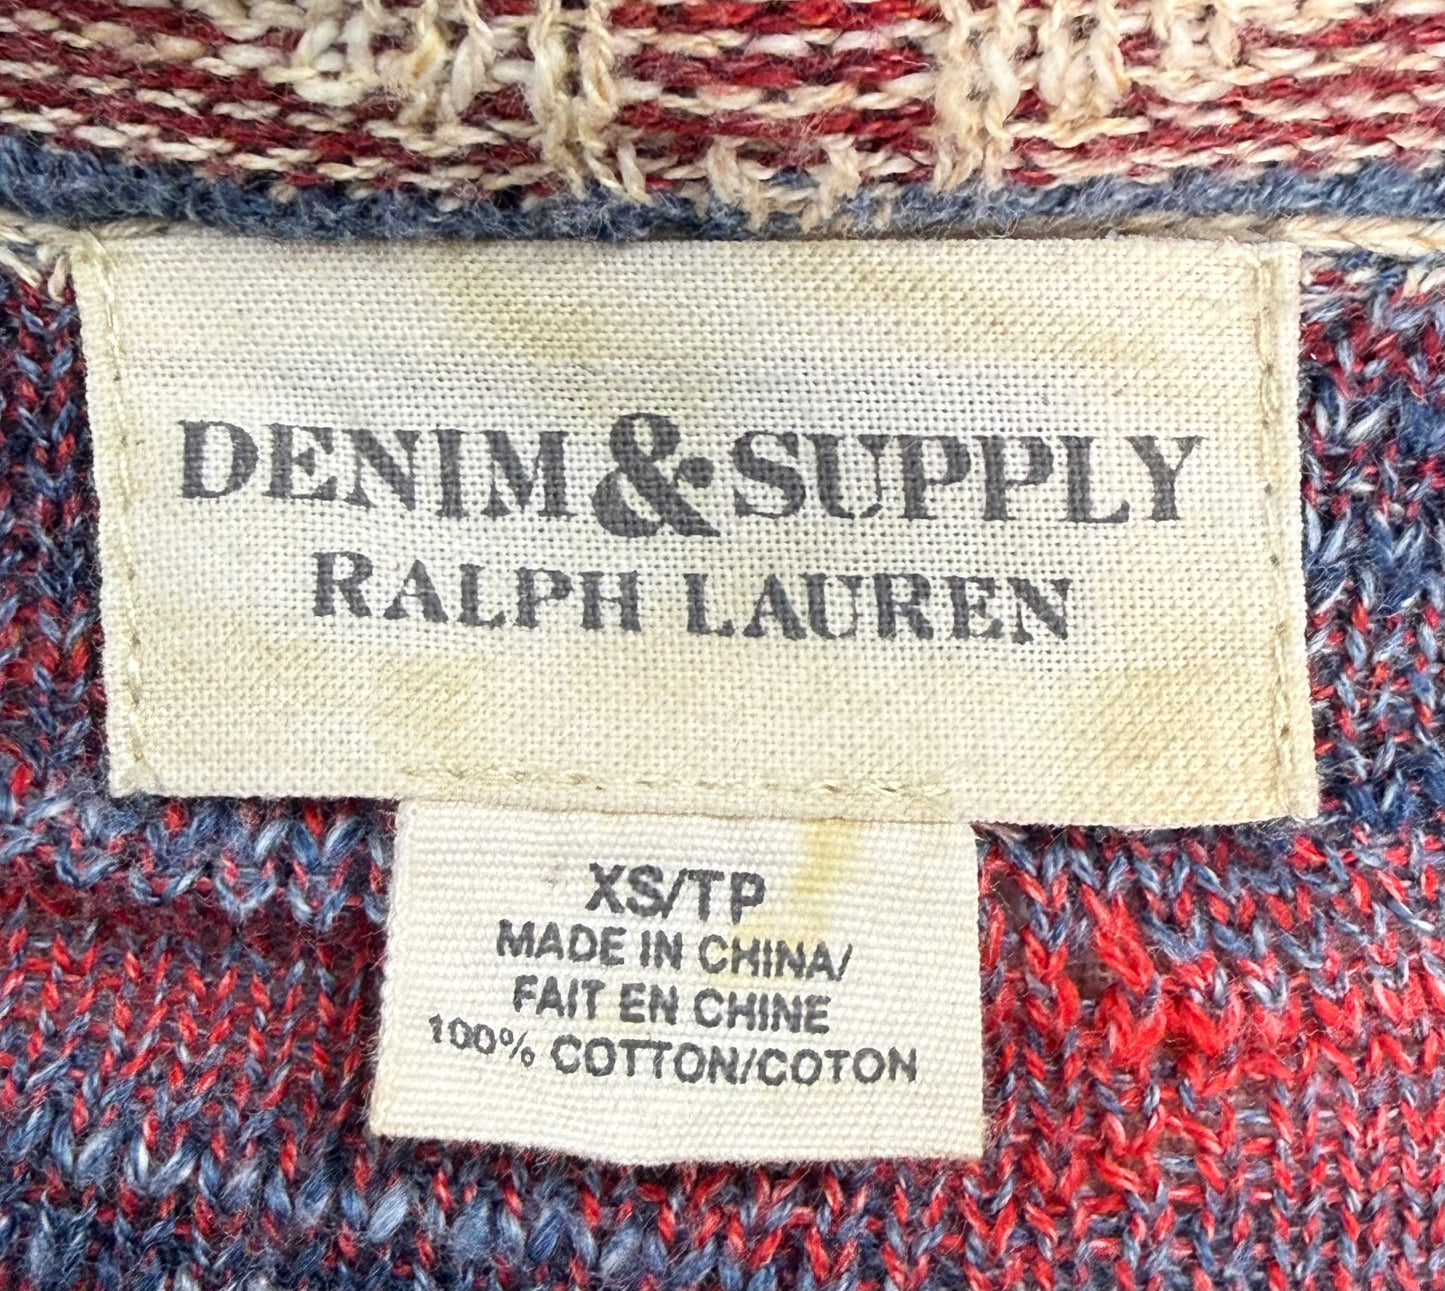 DENIM & SUPPLY
RALPH LAUREN
XS/TP
MADE IN CHINA/
FAIT EN CHINE
100% COTTON/COTON